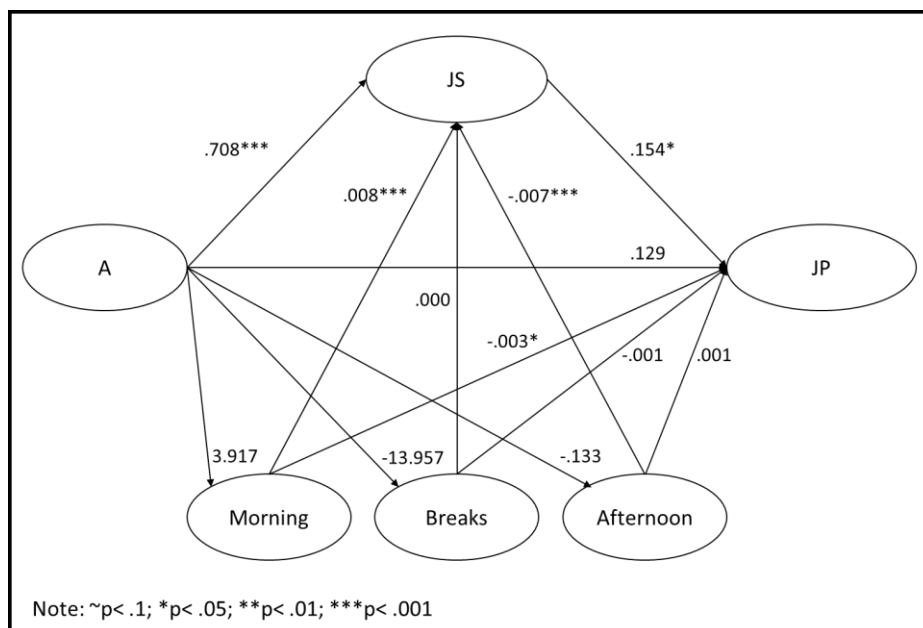 JS
.708***
.154*
.008***
-.007***
A
.129
JP
.000
-.003*
-.001
.001
3.917
-13.957
-.133
Morning
Breaks
Afternoon
Note: ~p< .1; *p< .05; **p< .01; ***p< .001